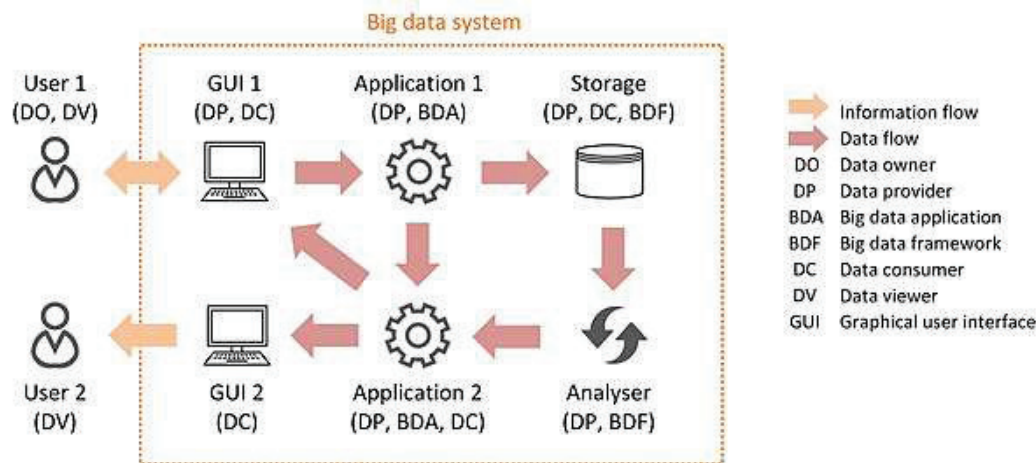 Big data system
User 1
(DO, DV)
GUI 1
(DP, DC)
Application 1
(DP, BDA)
Storage
(DP, DC, BDF)
User 2
(DV)
GUI 2
(DC)
Application 2
(DP, BDA, DC)
Analyser
(DP, BDF)
Information flow
Data flow
DO Data owner
DP Data provider
BDA Big data application
BDF Big data framework
DC Data consumer
DV Data viewer
GUI Graphical user interface